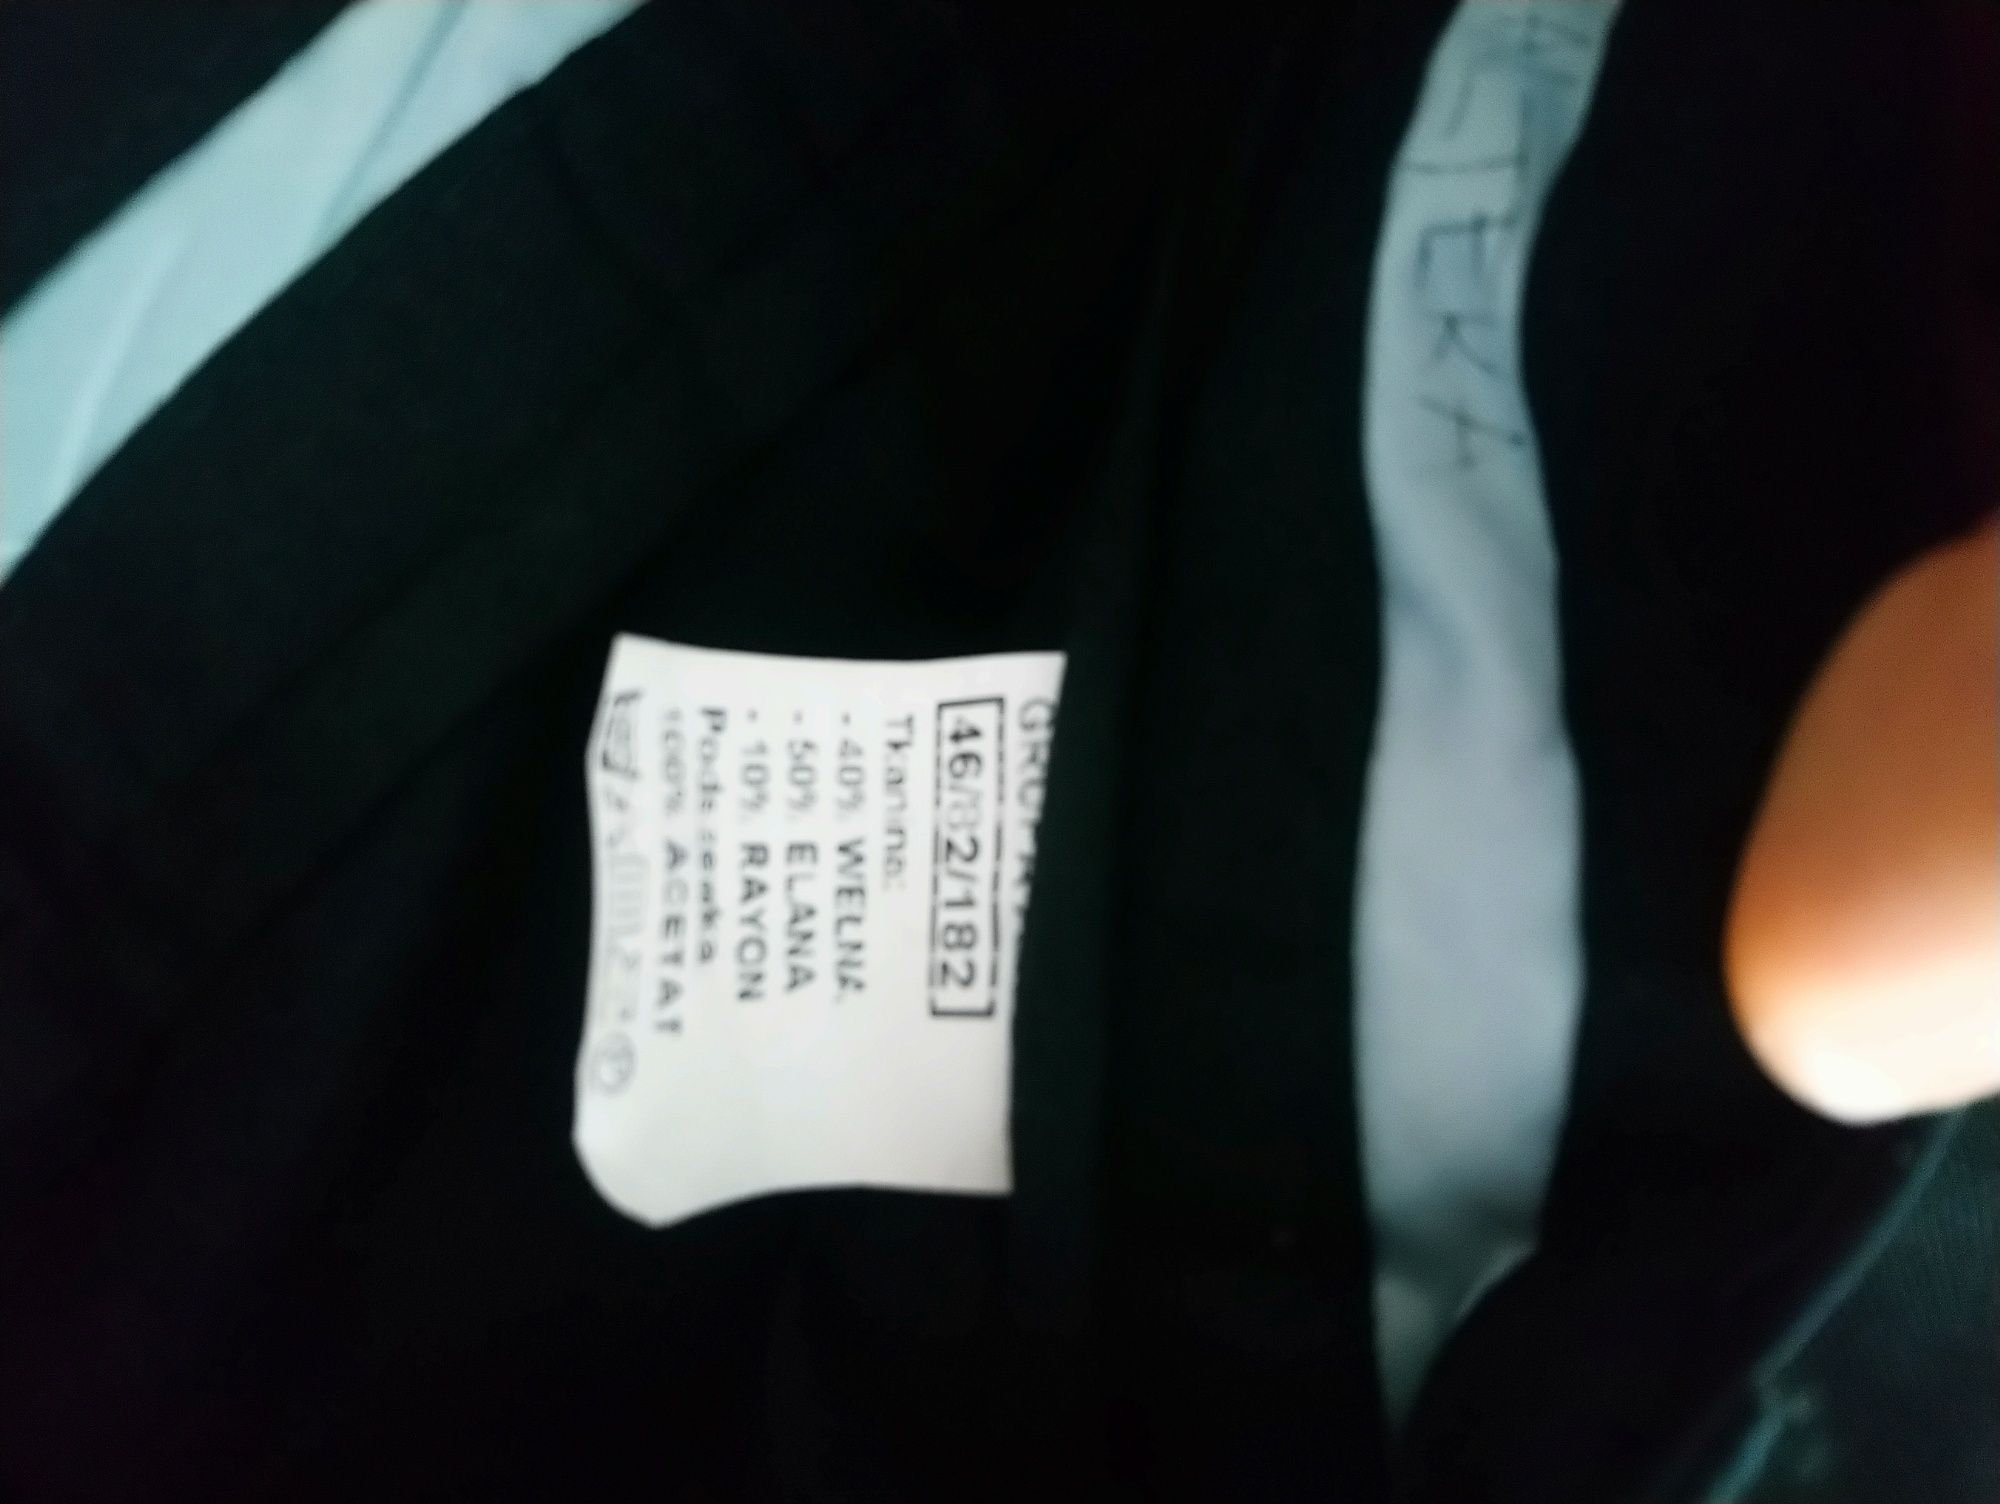 46/82/182
Tkanina:
- 40% WEŁNA
- 50% ELANA
- 10% RAYON
Podszewka
100% ACETAT